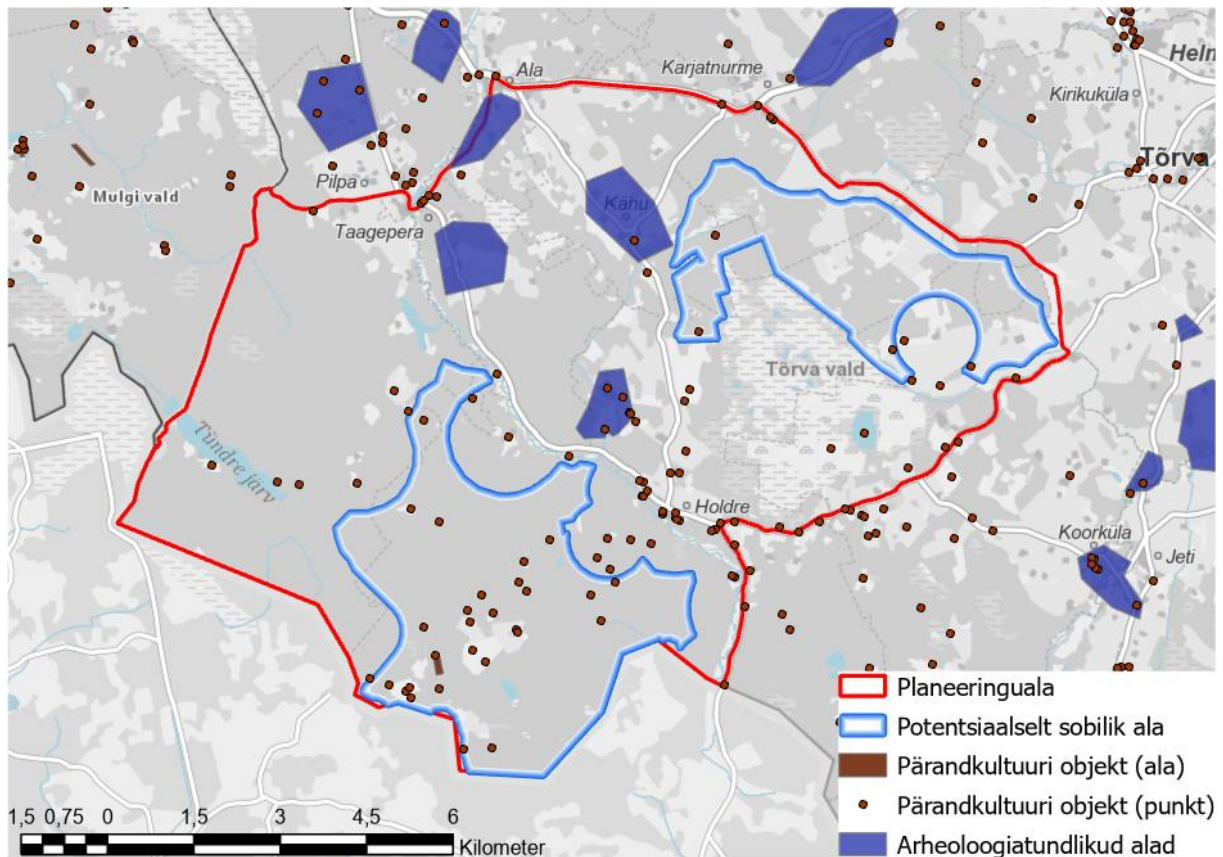 Ala
Karjatnurme
Helm
Kirikuküla
Tõrva
Pilpa
Mulgi vald
Kähu
Taagepera
Tõrva vald
Tündre järv
Holdre
Koorküla
Jeti
Planeeringuala
Potentsiaalselt sobilik ala
Pärandkultuuri objekt (ala)
Pärandkultuuri objekt (punkt)
Arheoloogiatundlikud alad
1,5 0,75 0 1,5 3 4,5 6
Kilometer